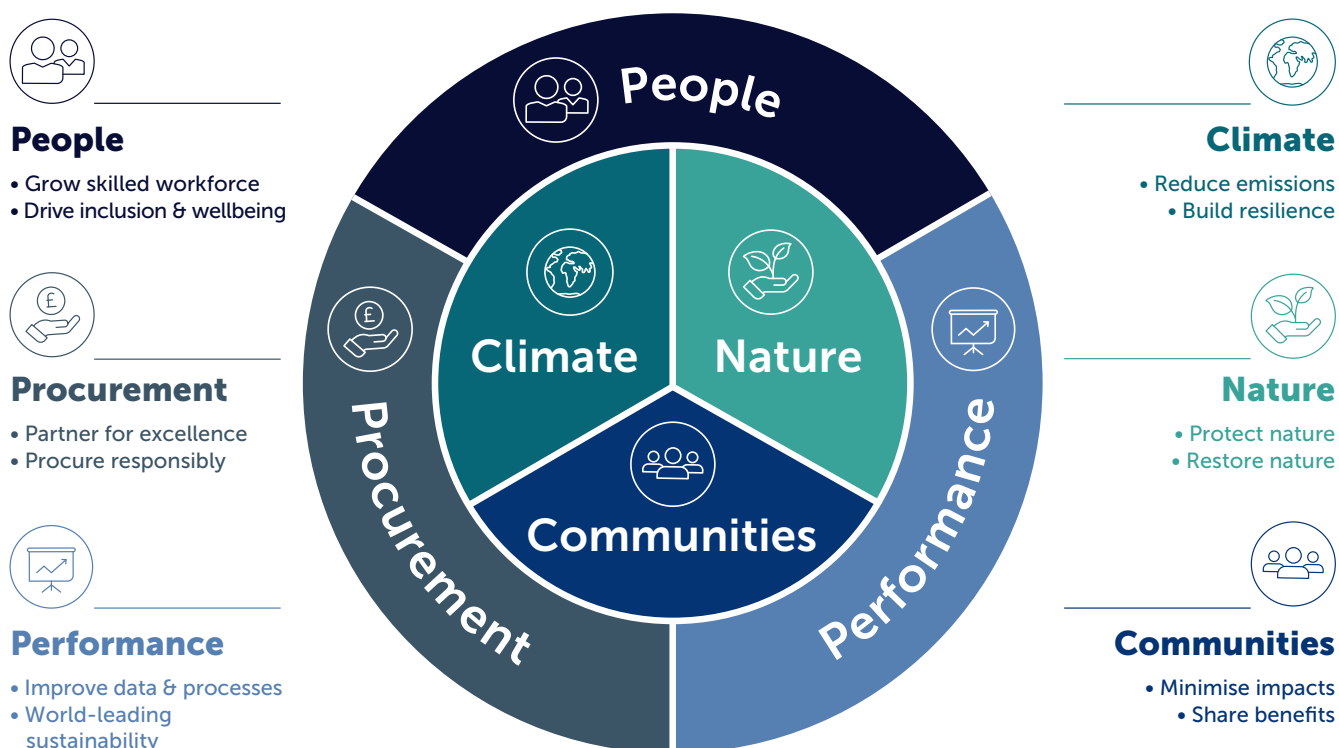 People
• Grow skilled workforce
• Drive inclusion & wellbeing
£
Procurement
• Partner for excellence
• Procure responsibly
Performance
• Improve data & processes
• World-leading
sustainability
People
£
Procurement
Performance
Climate
Nature
Communities
Climate
• Reduce emissions
• Build resilience
Nature
• Protect nature
• Restore nature
Communities
• Minimise impacts
• Share benefits